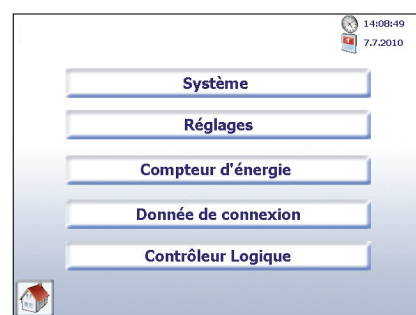 14:08:49
7.7.2010
Système
Réglages
Compteur d'énergie
Donnée de connexion
Contrôleur Logique